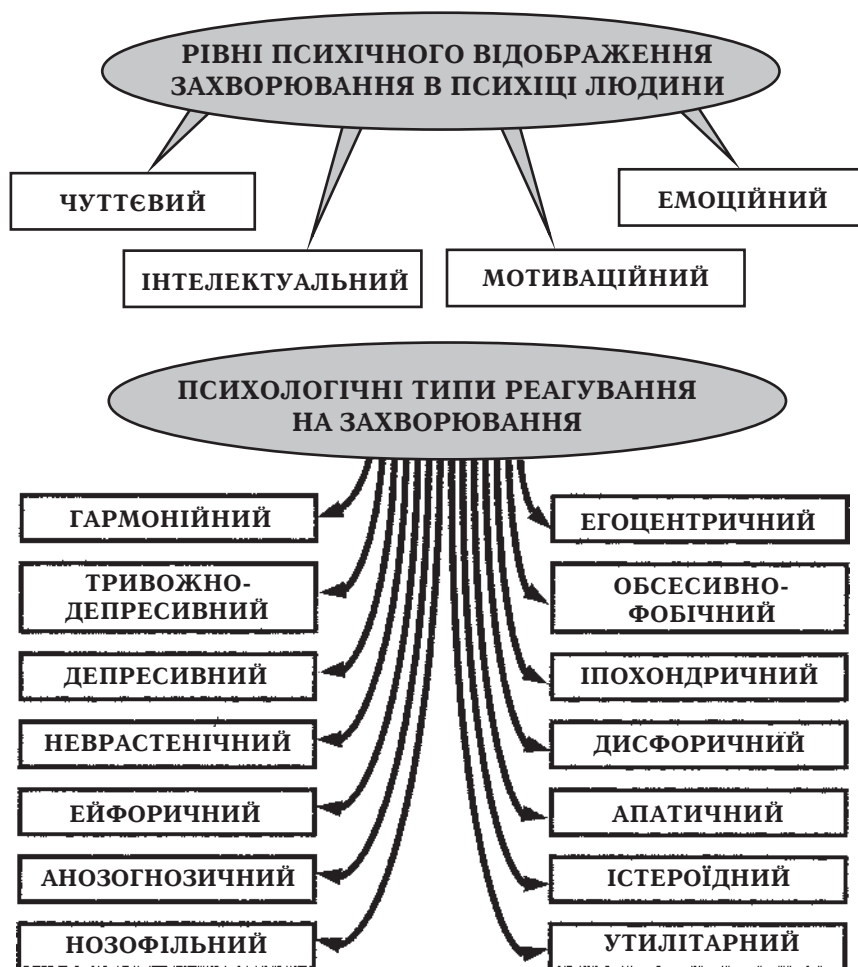 РІВНІ ПСИХІЧНОГО ВІДОБРАЖЕННЯ
ЗАХВОРЮВАННЯ В ПСИХІЦІ ЛЮДИНИ
ЧУТТЄВИЙ
ЕМОЦІЙНИЙ
ІНТЕЛЕКТУАЛЬНИЙ
МОТИВАЦІЙНИЙ
ПСИХОЛОГІЧНІ ТИПИ РЕАГУВАННЯ
НА ЗАХВОРЮВАННЯ
ГАРМОНІЙНИЙ
ТРИВОЖНО-
ДЕПРЕСИВНИЙ
ДЕПРЕСИВНИЙ
НЕВРАСТЕНІЧНИЙ
ЕЙФОРИЧНИЙ
АНОЗОГНОЗИЧНИЙ
НОЗОФІЛЬНИЙ
ЕГОЦЕНТРИЧНИЙ
ОБСЕСИВНО-
ФОБІЧНИЙ
ІПОХОНДРИЧНИЙ
ДИСФОРИЧНИЙ
АПАТИЧНИЙ
ІСТЕРОЇДНИЙ
УТИЛІТАРНИЙ